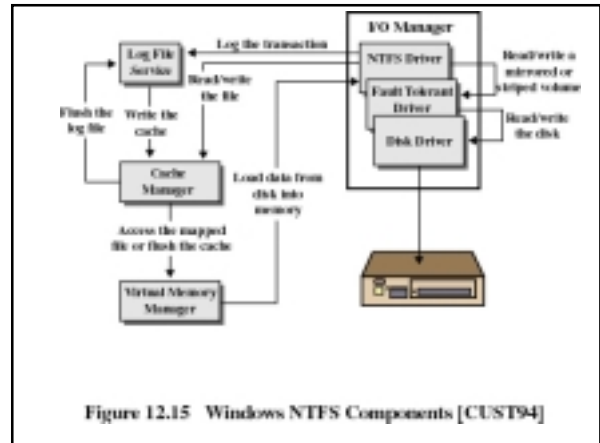 I/O Manager
Log the transaction
Log File
Service
NTFS Driver
Read/write a
mirrored or
striped volume
Read/write
the file
Fault Tolerant
Driver
Flush the
log file
Write the
cache
Read/write
the disk
Disk Driver
Cache
Manager
Load data from
disk into
memory
Access the mapped
file or flush the cache
Virtual Memory
Manager
Figure 12.15 Windows NTFS Components [CUST94]